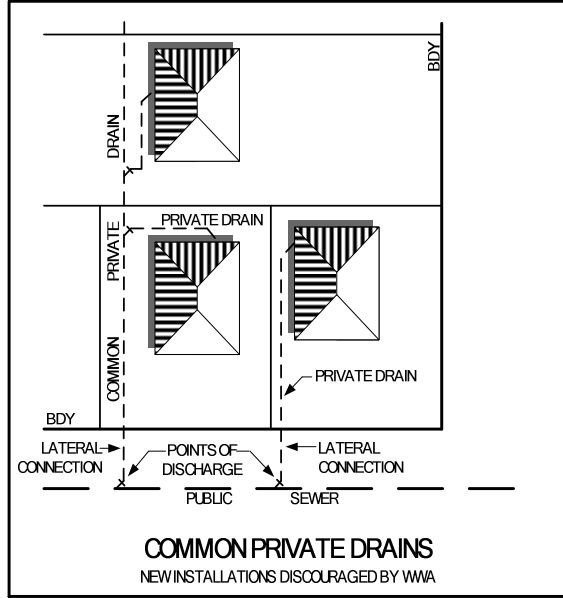 BDY
DRAIN
PRIVATE DRAIN
PRIVATE
COMMON
PRIVATE DRAIN
BDY
LATERAL
CONNECTION
POINTS OF
DISCHARGE
LATERAL
CONNECTION
PUBLIC SEWER
COMMON PRIVATE DRAINS
NEW INSTALLATIONS DISCOURAGED BY WWA